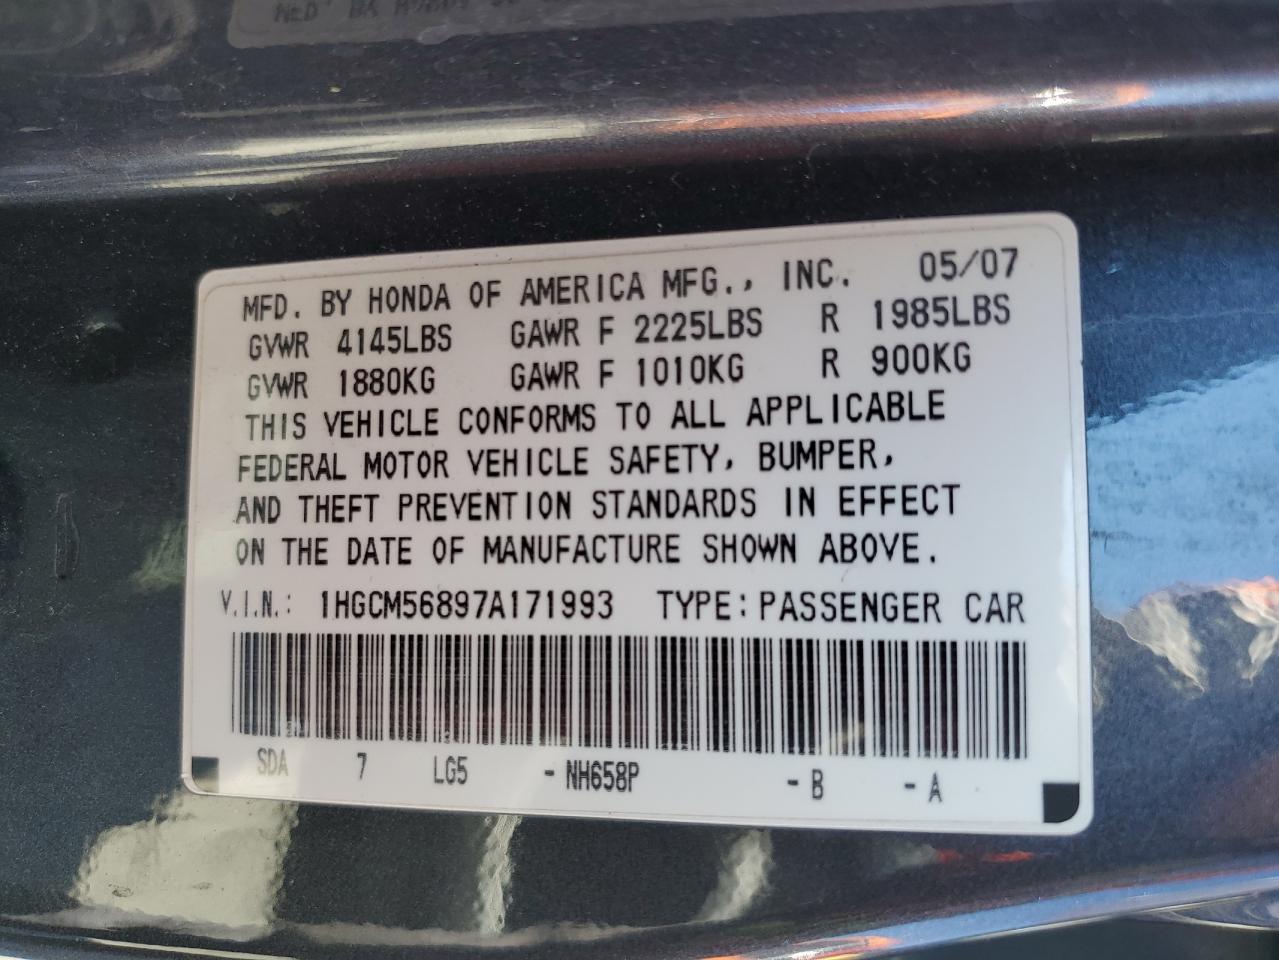 MFD. BY HONDA OF AMERICA MFG., INC. 05/07
GVWR 4145LBS GAWR F 2225LBS R 1985LBS
GVWR 1880KG GAWR F 1010KG R 900KG
THIS VEHICLE CONFORMS TO ALL APPLICABLE
FEDERAL MOTOR VEHICLE SAFETY, BUMPER,
AND THEFT PREVENTION STANDARDS IN EFFECT
ON THE DATE OF MANUFACTURE SHOWN ABOVE.
V.I.N.: 1HGCM56897A171993 TYPE: PASSENGER CAR
SDA 7 LG5 - NH658P - B - A